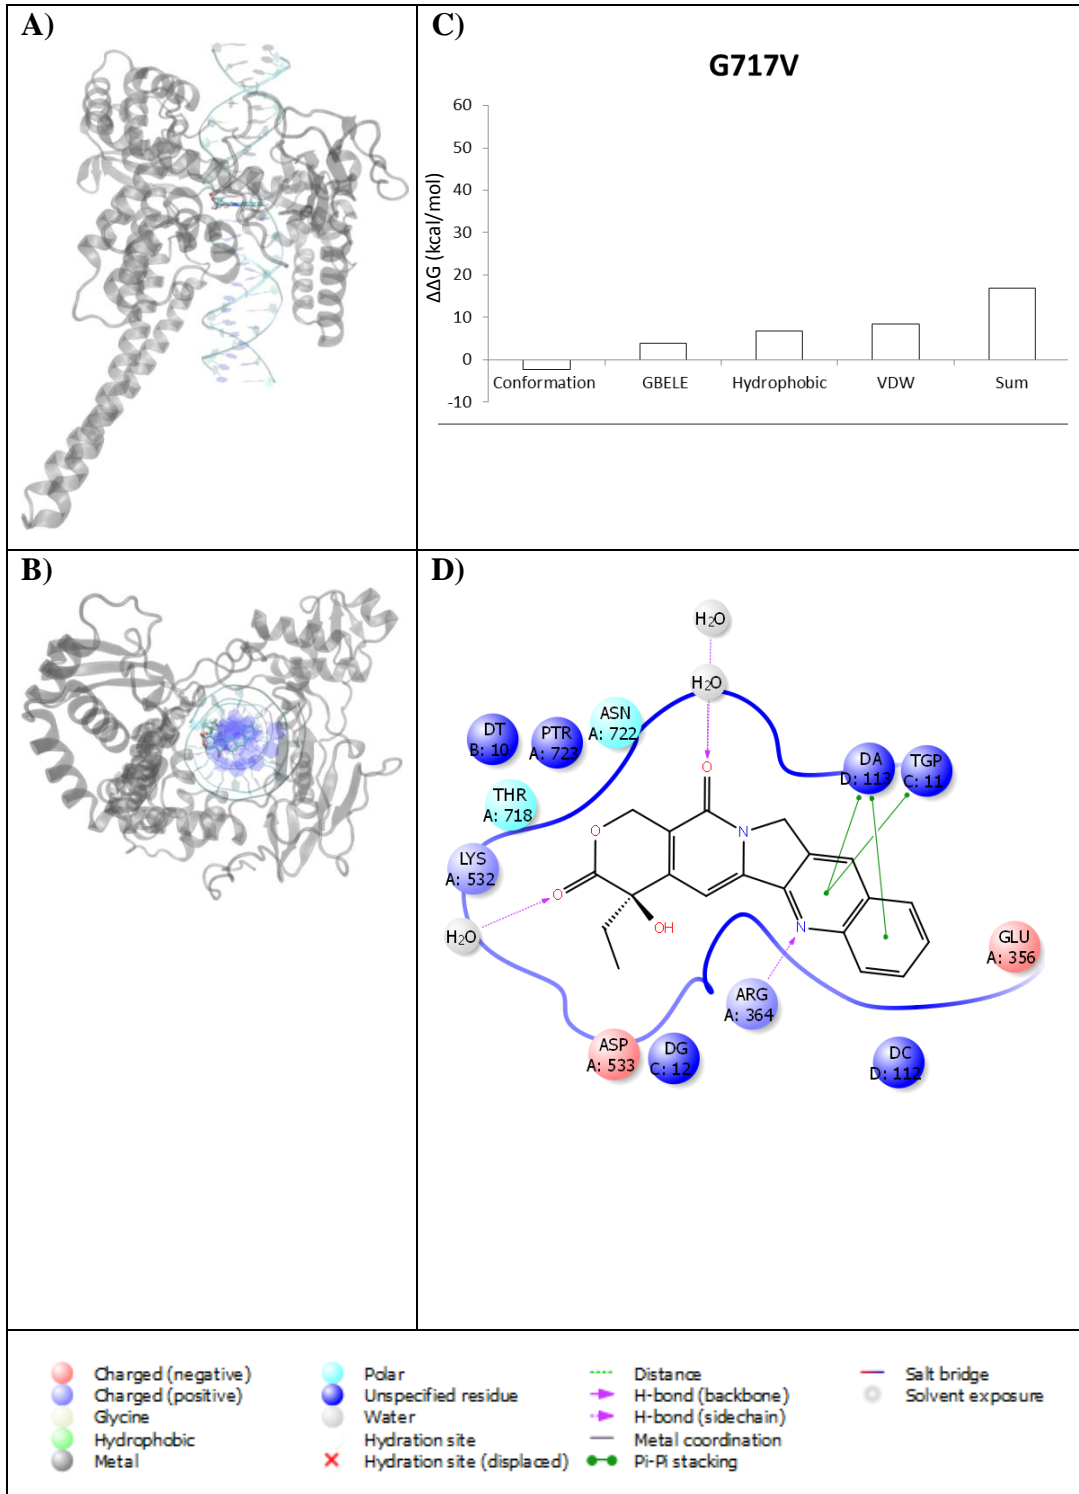 A)
C)
G717V
60
50
40
30
20
10
0
-10
ΔΔG (kcal/mol)
Conformation GBELE Hydrophobic VDW Sum
B)
D)
H2O
H2O
ASN
A: 722
DT
B: 10
PTR
A: 723
DA
D: 113
TGP
C: 11
THR
A: 718
O
O
N
LYS
A: 532
O
H2O
OH
N
GLU
A: 356
ARG
A: 364
ASP
A: 533
DG
C: 12
DC
D: 112
Charged (negative) Polar Distance Salt bridge
Charged (positive) Unspecified residue H-bond (backbone) Solvent exposure
Glycine Water H-bond (sidechain)
Hydrophobic Hydration site Metal coordination
Metal Hydration site (displaced) Pi-Pi stacking